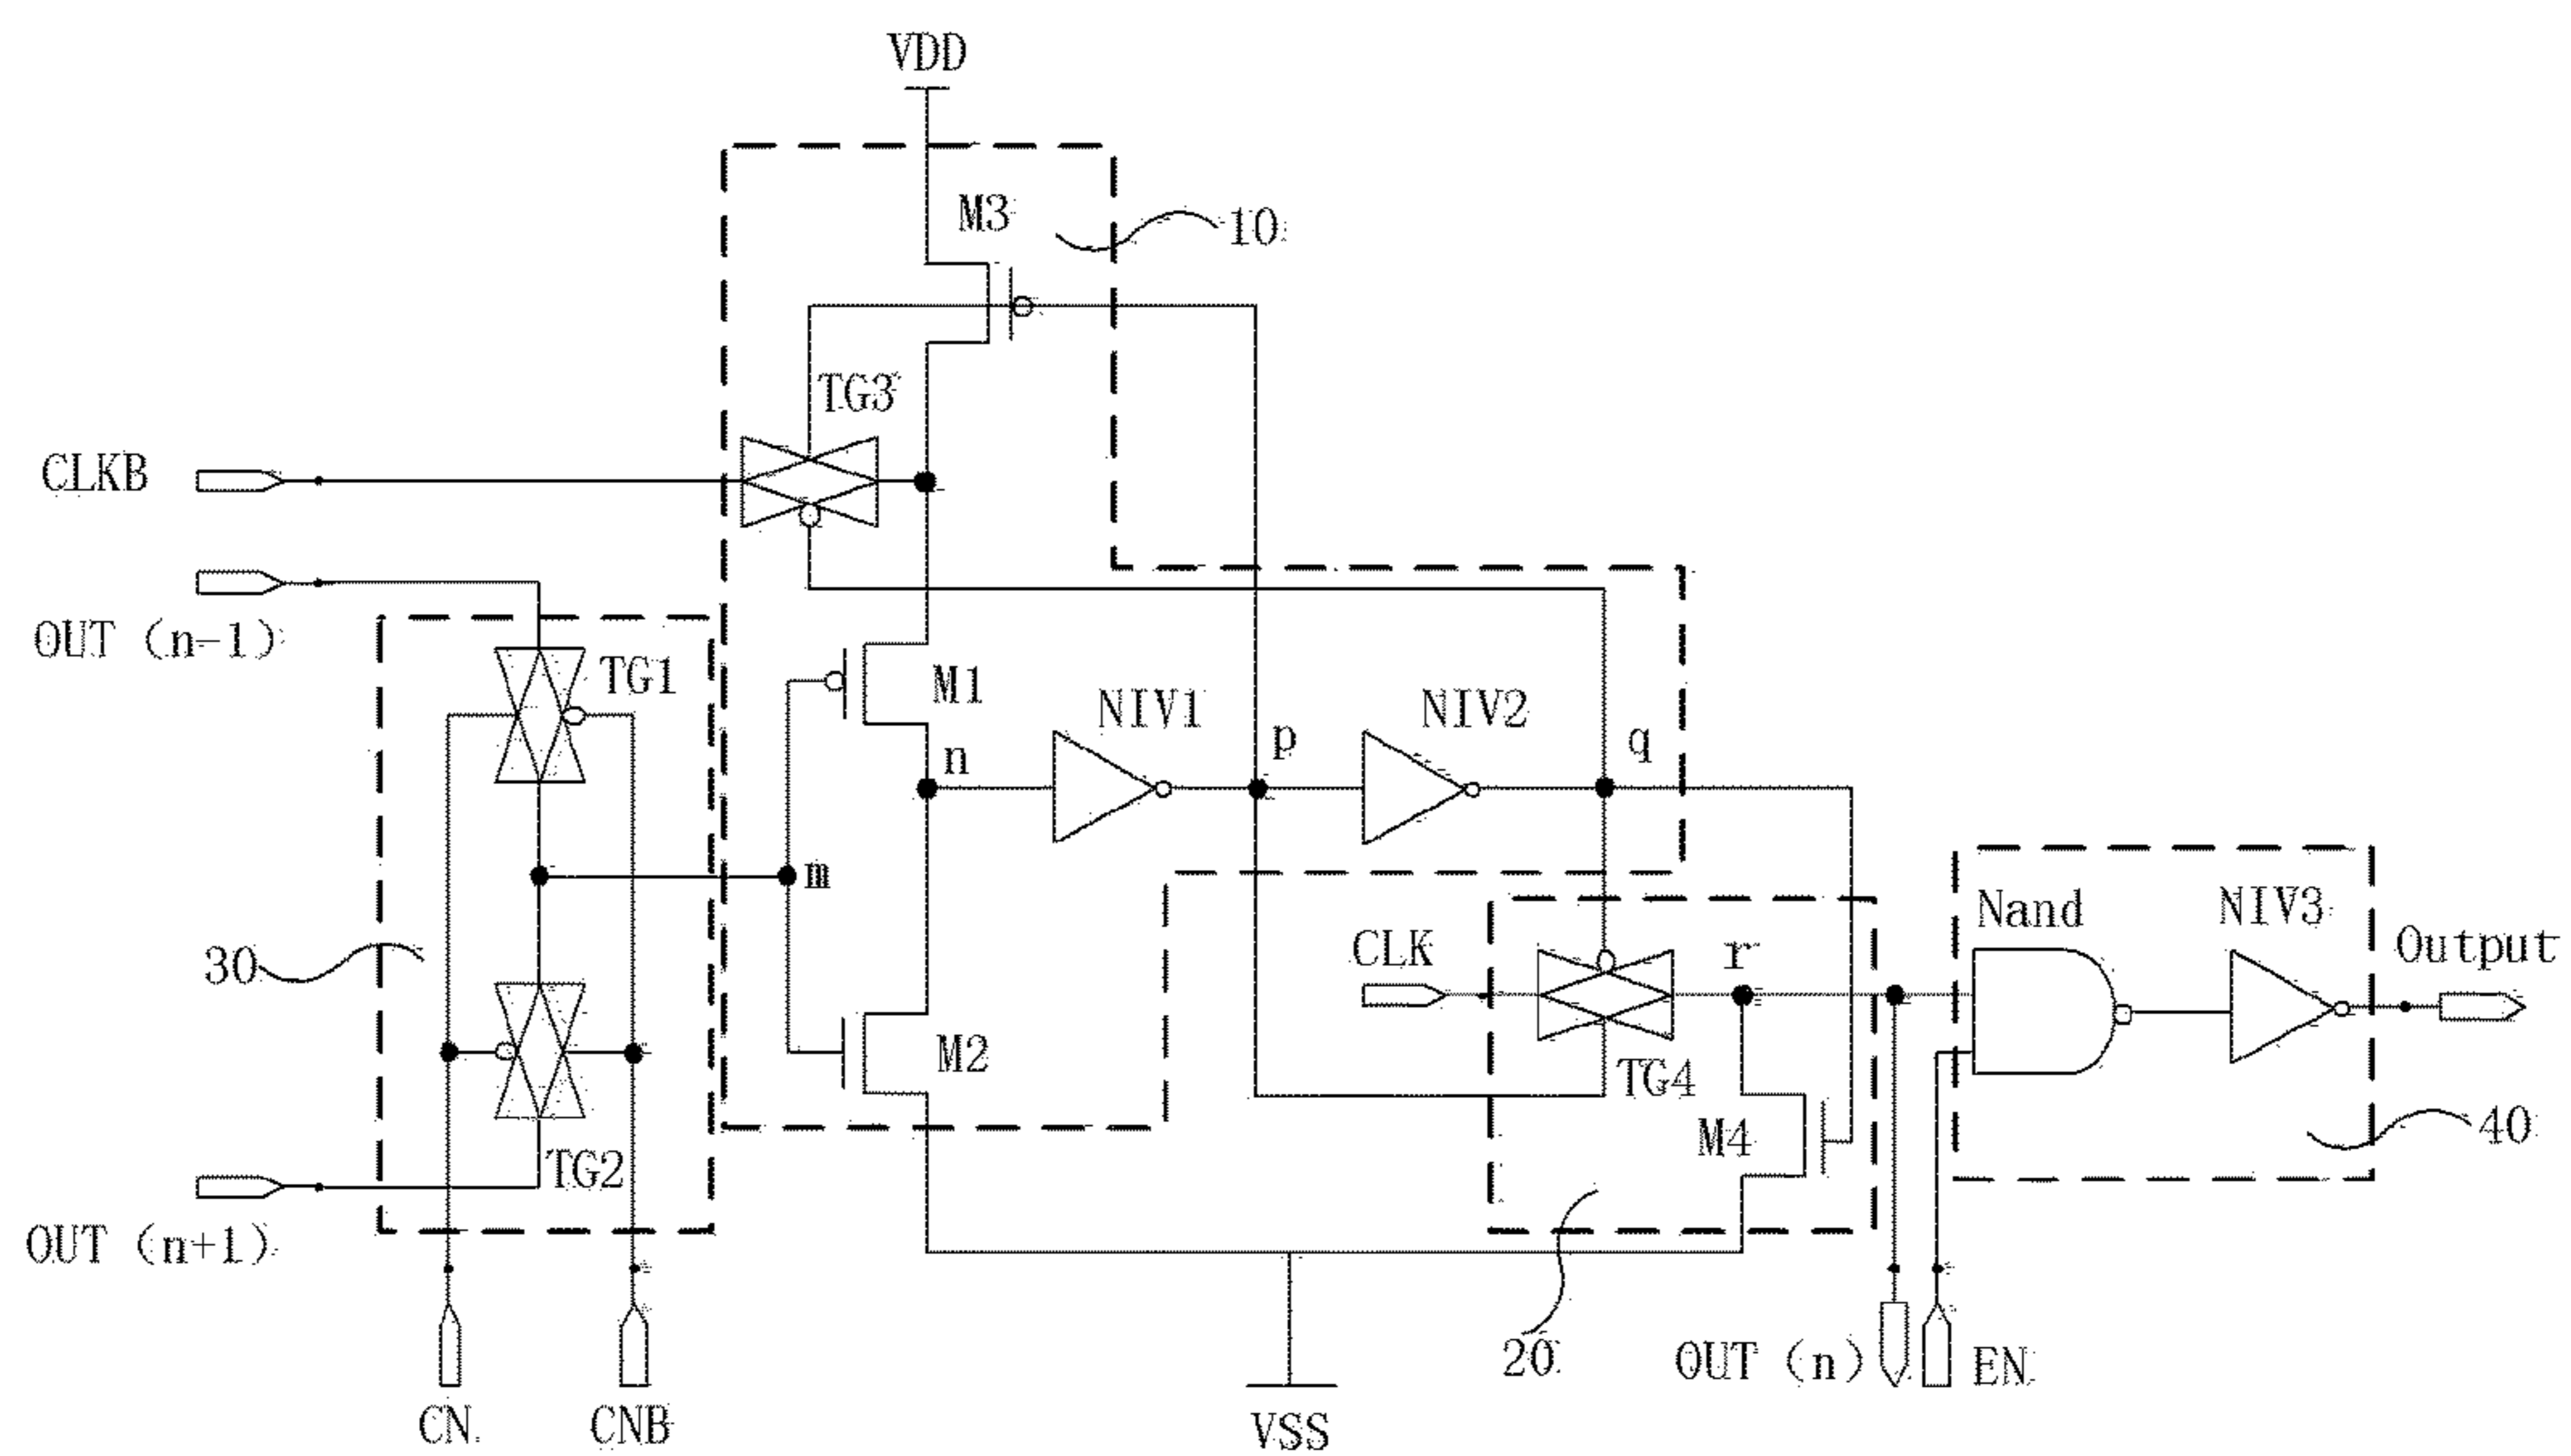 VDD
M3
10
TG3
CLKB
OUT (n-1)
TG1
M1
NIV1
NIV2
n
p
q
m
Nand
NIV3
30
CLK
r
Output
M2
TG4
M4
40
TG2
OUT (n+1)
20
OUT (n)
EN
CN
CNB
VSS